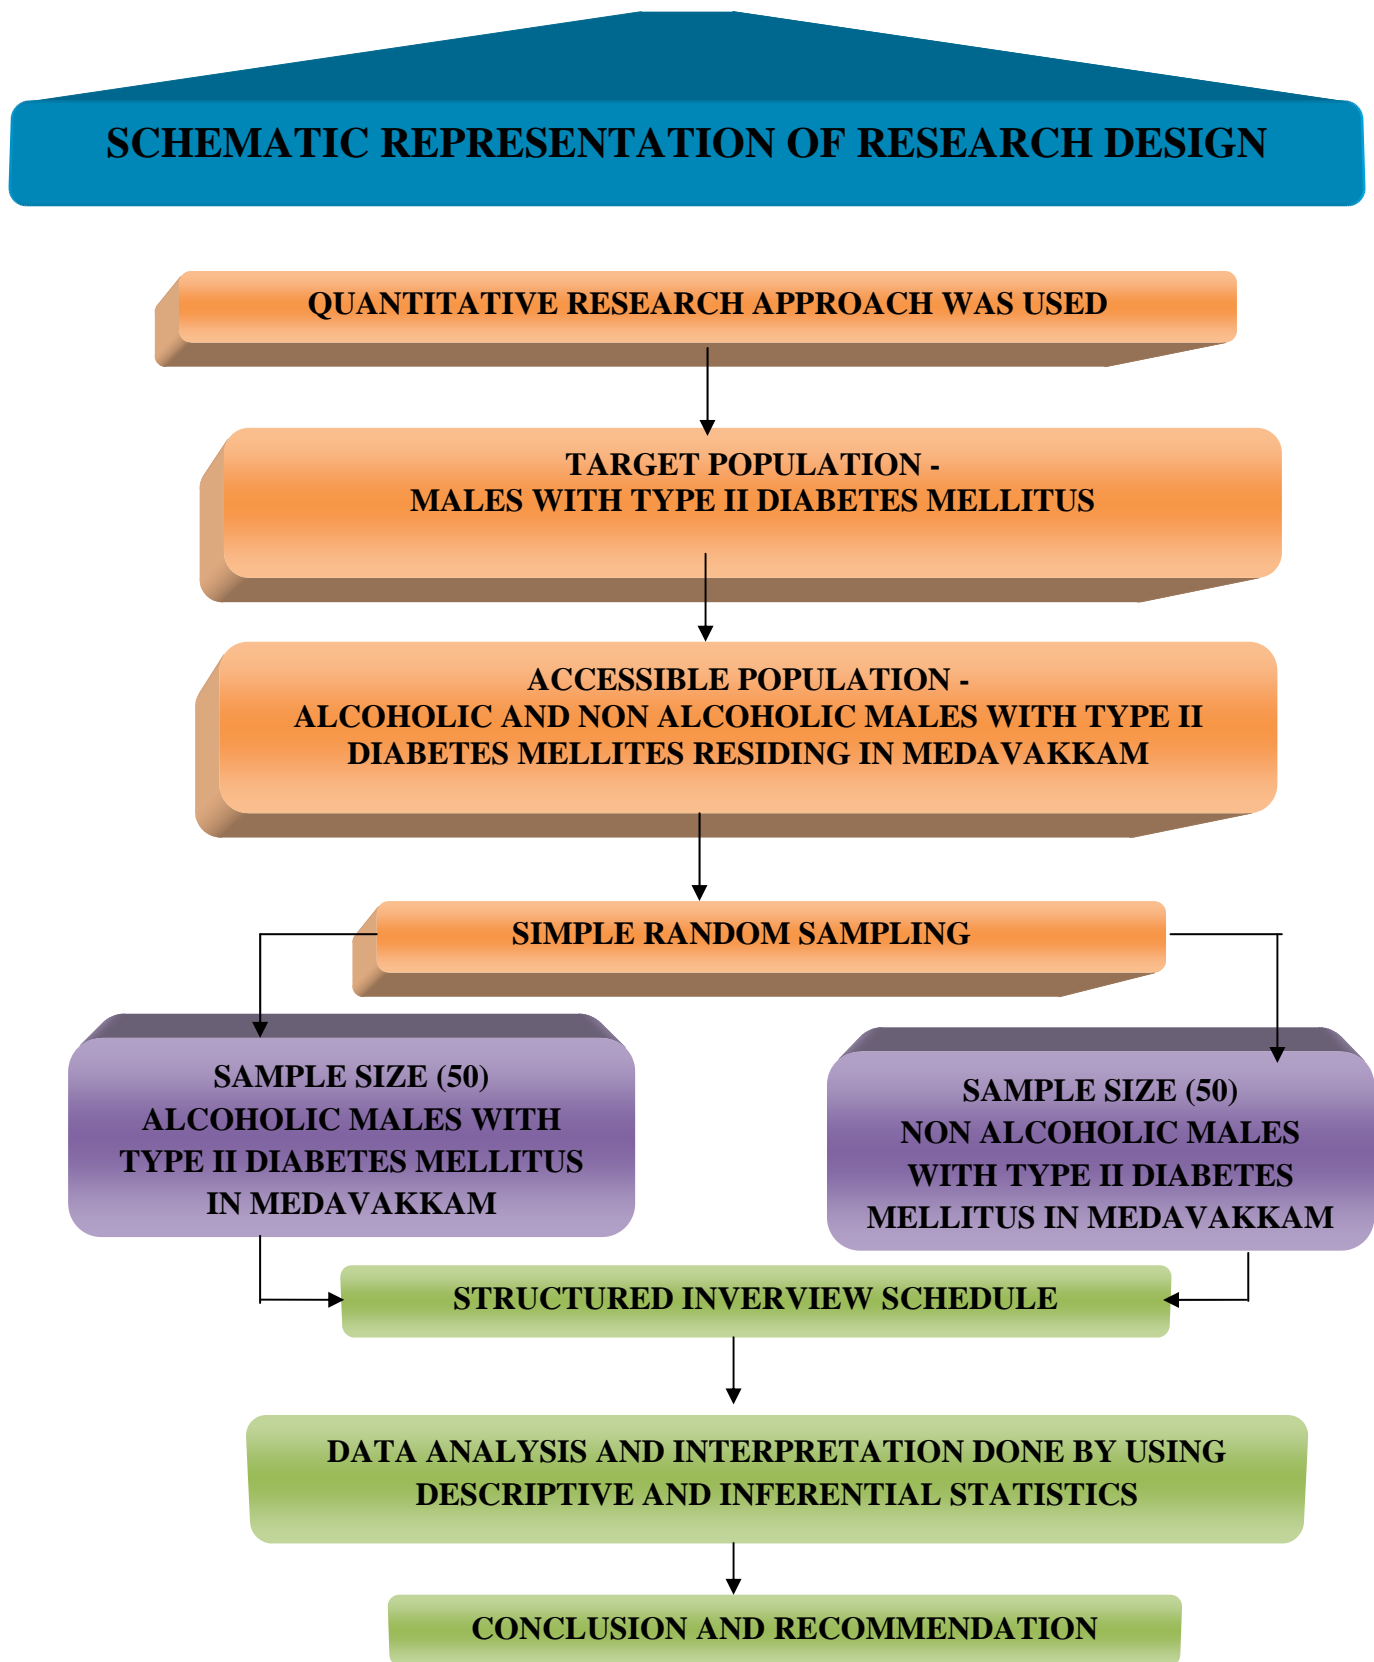 SCHEMATIC REPRESENTATION OF RESEARCH DESIGN
QUANTITATIVE RESEARCH APPROACH WAS USED
TARGET POPULATION -
MALES WITH TYPE II DIABETES MELLITUS
ACCESSIBLE POPULATION -
ALCOHOLIC AND NON ALCOHOLIC MALES WITH TYPE II
DIABETES MELLITES RESIDING IN MEDAVAKKAM
SIMPLE RANDOM SAMPLING
SAMPLE SIZE (50)
ALCOHOLIC MALES WITH
TYPE II DIABETES MELLITUS
IN MEDAVAKKAM
SAMPLE SIZE (50)
NON ALCOHOLIC MALES
WITH TYPE II DIABETES
MELLITUS IN MEDAVAKKAM
STRUCTURED INVERVIEW SCHEDULE
DATA ANALYSIS AND INTERPRETATION DONE BY USING
DESCRIPTIVE AND INFERENTIAL STATISTICS
CONCLUSION AND RECOMMENDATION